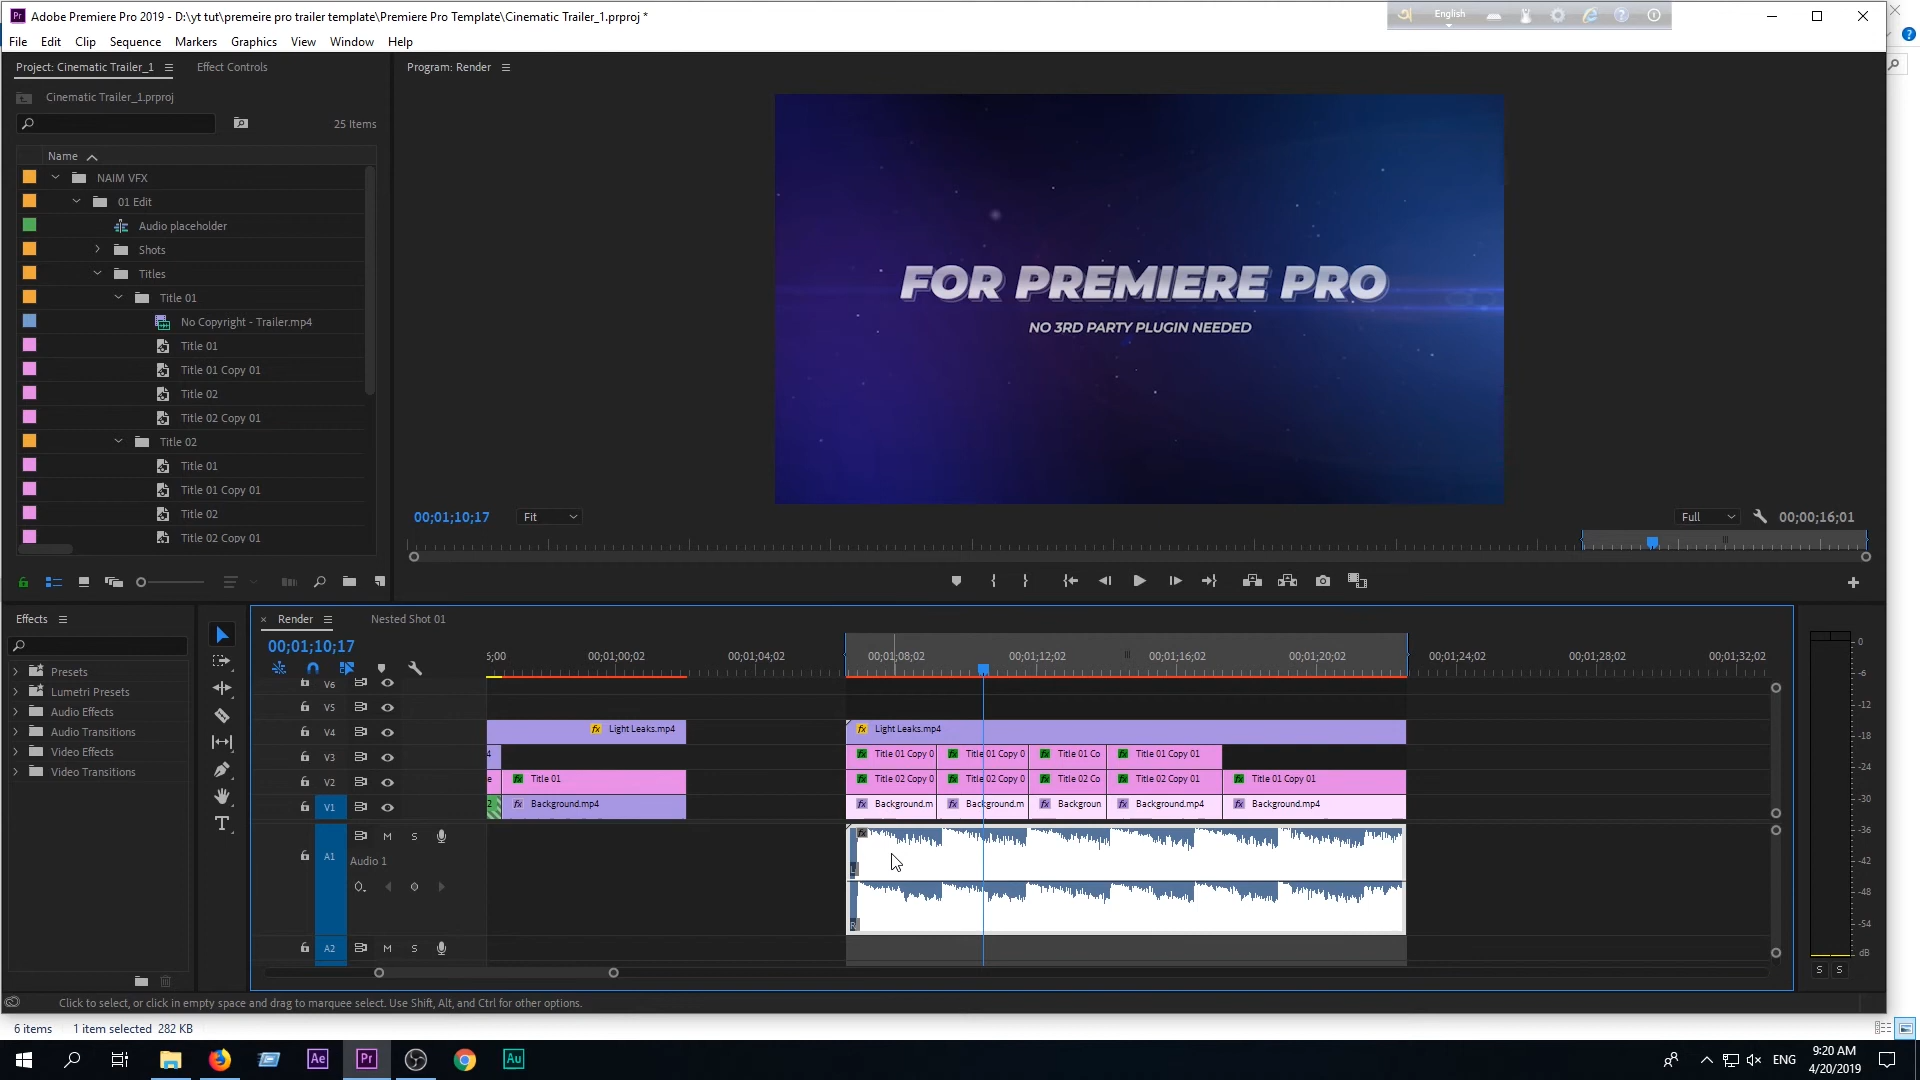 Adobe Premiere Pro 2019 - D:\yt tut\premeire pro trailer template\Premiere Pro Template\Cinematic Trailer_1.prproj *
English
File Edit Clip Sequence Markers Graphics View Window Help
Project: Cinematic Trailer_1
Effect Controls
Program: Render
Cinematic Trailer_1.prproj
25 Items
Name
NAIM VFX
01 Edit
Audio placeholder
Shots
Titles
Title 01
No Copyright - Trailer.mp4
Title 01
Title 01 Copy 01
Title 02
Title 02 Copy 01
Title 02
Title 01
Title 01 Copy 01
Title 02
Title 02 Copy 01
FOR PREMIERE PRO
NO 3RD PARTY PLUGIN NEEDED
00;01;10;17
Fit
Full
00;00;16;01
Effects
Presets
Lumetri Presets
Audio Effects
Audio Transitions
Video Effects
Video Transitions
Render
Nested Shot 01
00;01;10;17
5;00 00;01;00;02 00;01;04;02 00;01;08;02 00;01;12;02 00;01;16;02 00;01;20;02 00;01;24;02 00;01;28;02 00;01;32;02
V6
V5
V4 Light Leaks.mp4 Light Leaks.mp4
V3 4 Title 01 Copy 0 Title 01 Copy 0 Title 01 Co Title 01 Copy 01
V2 e Title 01 Title 02 Copy 0 Title 02 Copy 0 Title 02 Co Title 02 Copy 01 Title 01 Copy 01
V1 2 Background.mp4 Background.m Background.m Backgroun Background.mp4 Background.mp4
M S
A1 Audio 1
L
R
A2 M S
0
-6
-12
-18
-24
-30
-36
-42
-48
-54
dB
S S
Click to select, or click in empty space and drag to marquee select. Use Shift, Alt, and Ctrl for other options.
6 items 1 item selected 282 KB
Ae Pr Au
ENG
9:20 AM
4/20/2019